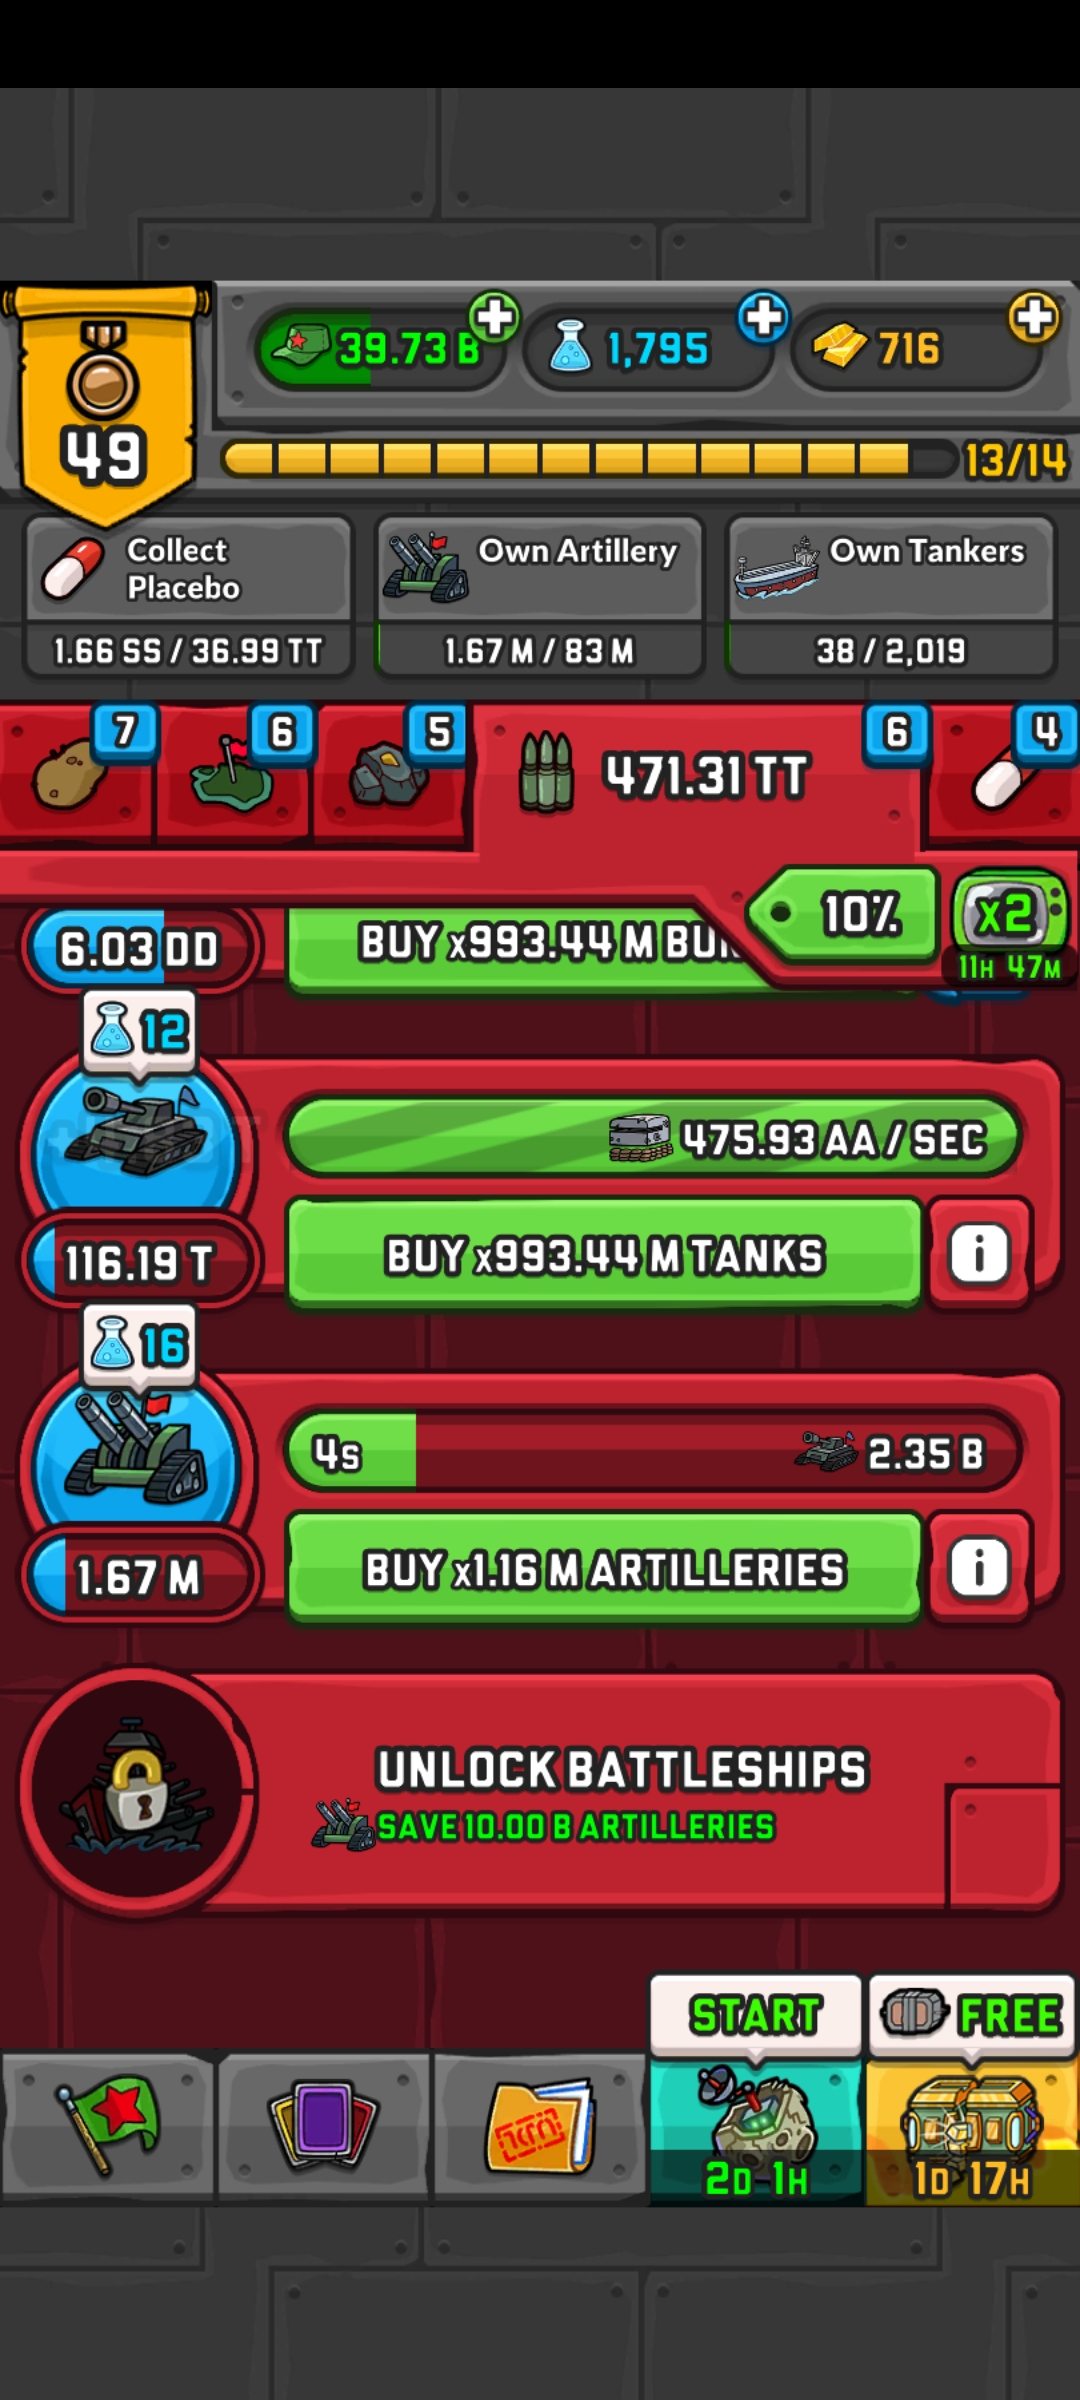 39.73 B
1,795
716
49
13/14
Collect
Placebo
1.66 SS / 36.99 TT
Own Artillery
1.67 M / 83 M
Own Tankers
38 / 2,019
7
6
5
471.31 TT
6
4
10%
x2
11H 47M
6.03 DD
BUY x993.44 M
12
475.93 AA / SEC
116.19 T
BUY x993.44 M TANKS
i
16
4s
2.35 B
1.67 M
BUY x1.16 M ARTILLERIES
i
UNLOCK BATTLESHIPS
SAVE 10.00 B ARTILLERIES
START
FREE
2D 1H
1D 17H